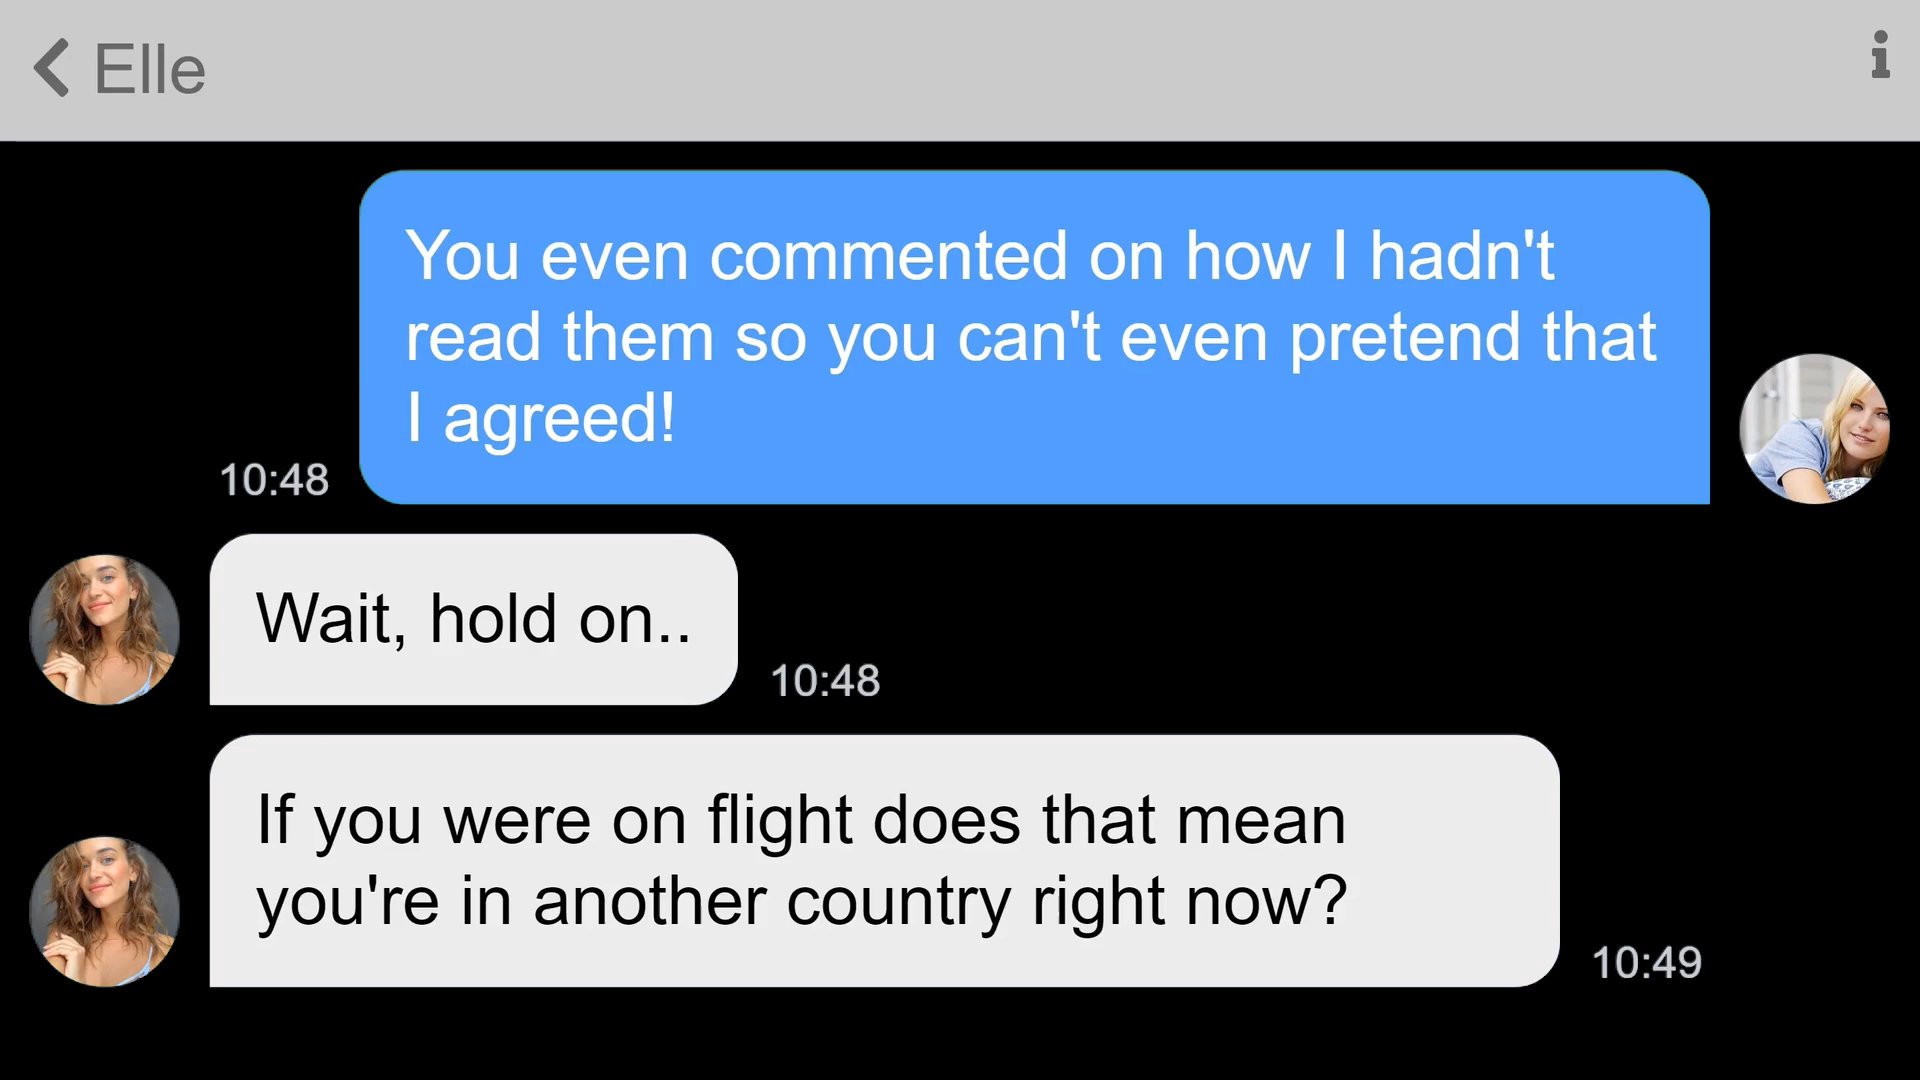 Elle
You even commented on how I hadn't
read them so you can't even pretend that
I agreed!
10:48
Wait, hold on..
10:48
If you were on flight does that mean
you're in another country right now?
10:49